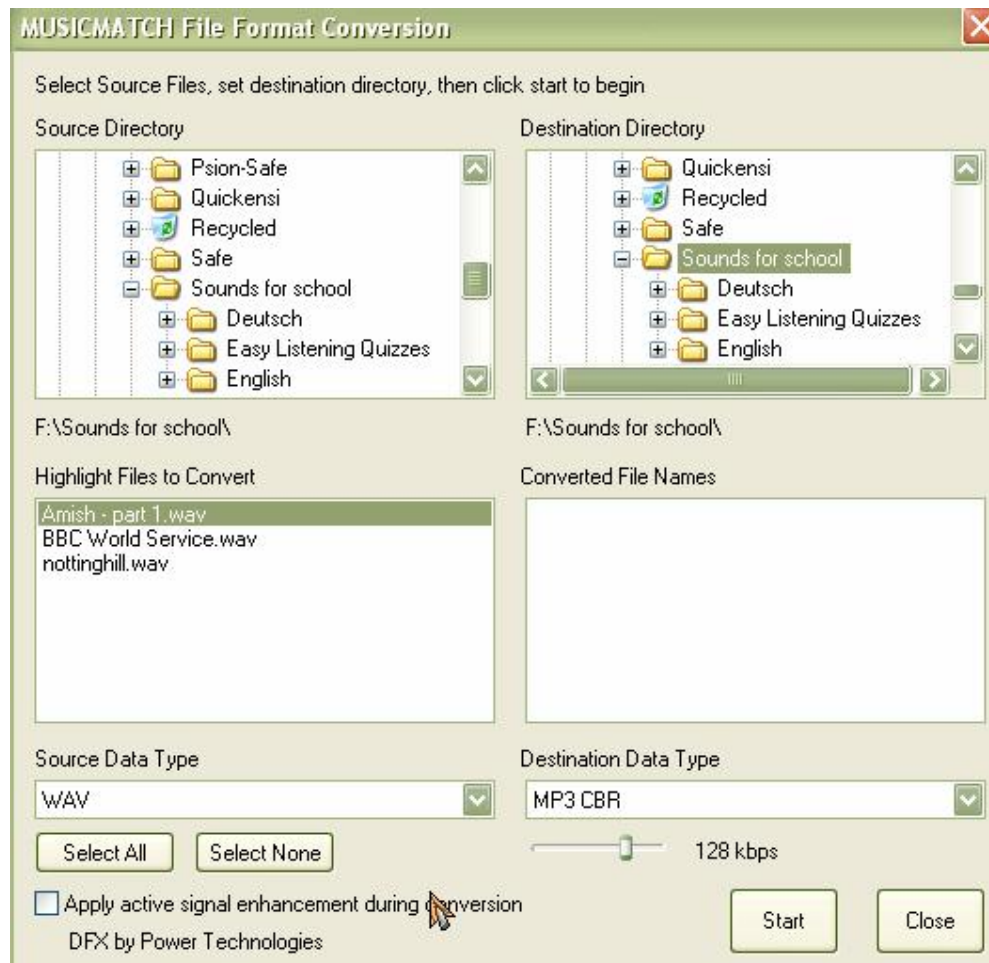 MUSICMATCH File Format Conversion
Select Source Files, set destination directory, then click start to begin
Source Directory
Psion-Safe
Quickensi
Recycled
Safe
Sounds for school
Deutsch
Easy Listening Quizzes
English
F:\Sounds for school\
Destination Directory
Quickensi
Recycled
Safe
Sounds for school
Deutsch
Easy Listening Quizzes
English
F:\Sounds for school\
Highlight Files to Convert
Amish - part 1.wav
BBC World Service.wav
nottinghill.wav
Converted File Names
Source Data Type
WAV
Select All
Select None
Destination Data Type
MP3 CBR
128 kbps
Apply active signal enhancement during conversion
DFX by Power Technologies
Start
Close